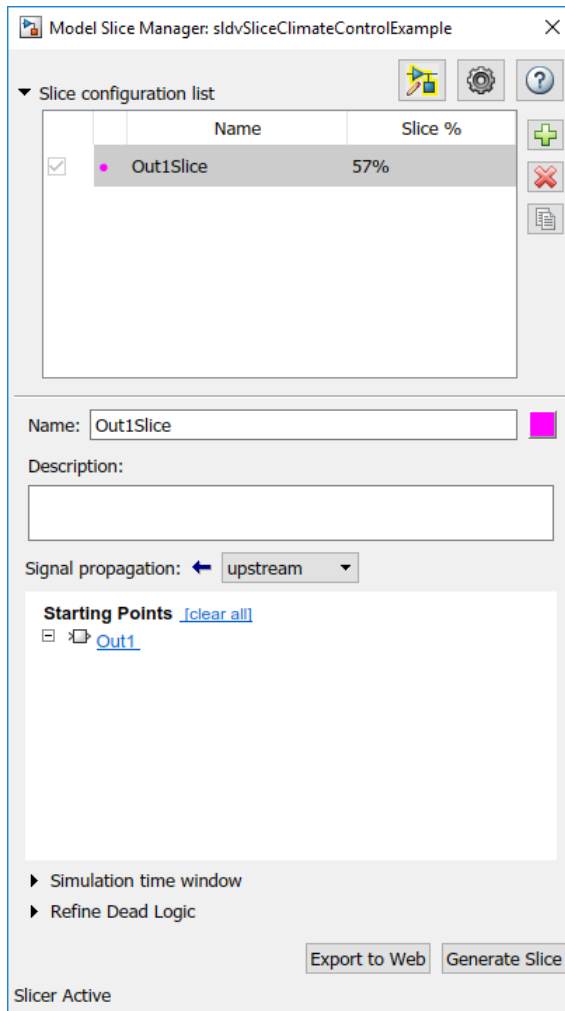 Model Slice Manager: sldvSliceClimateControlExample
Slice configuration list
Name Slice %
Out1Slice 57%
Name: Out1Slice
Description:
Signal propagation: upstream
Starting Points [clear all]
Out1
Simulation time window
Refine Dead Logic
Export to Web Generate Slice
Slicer Active